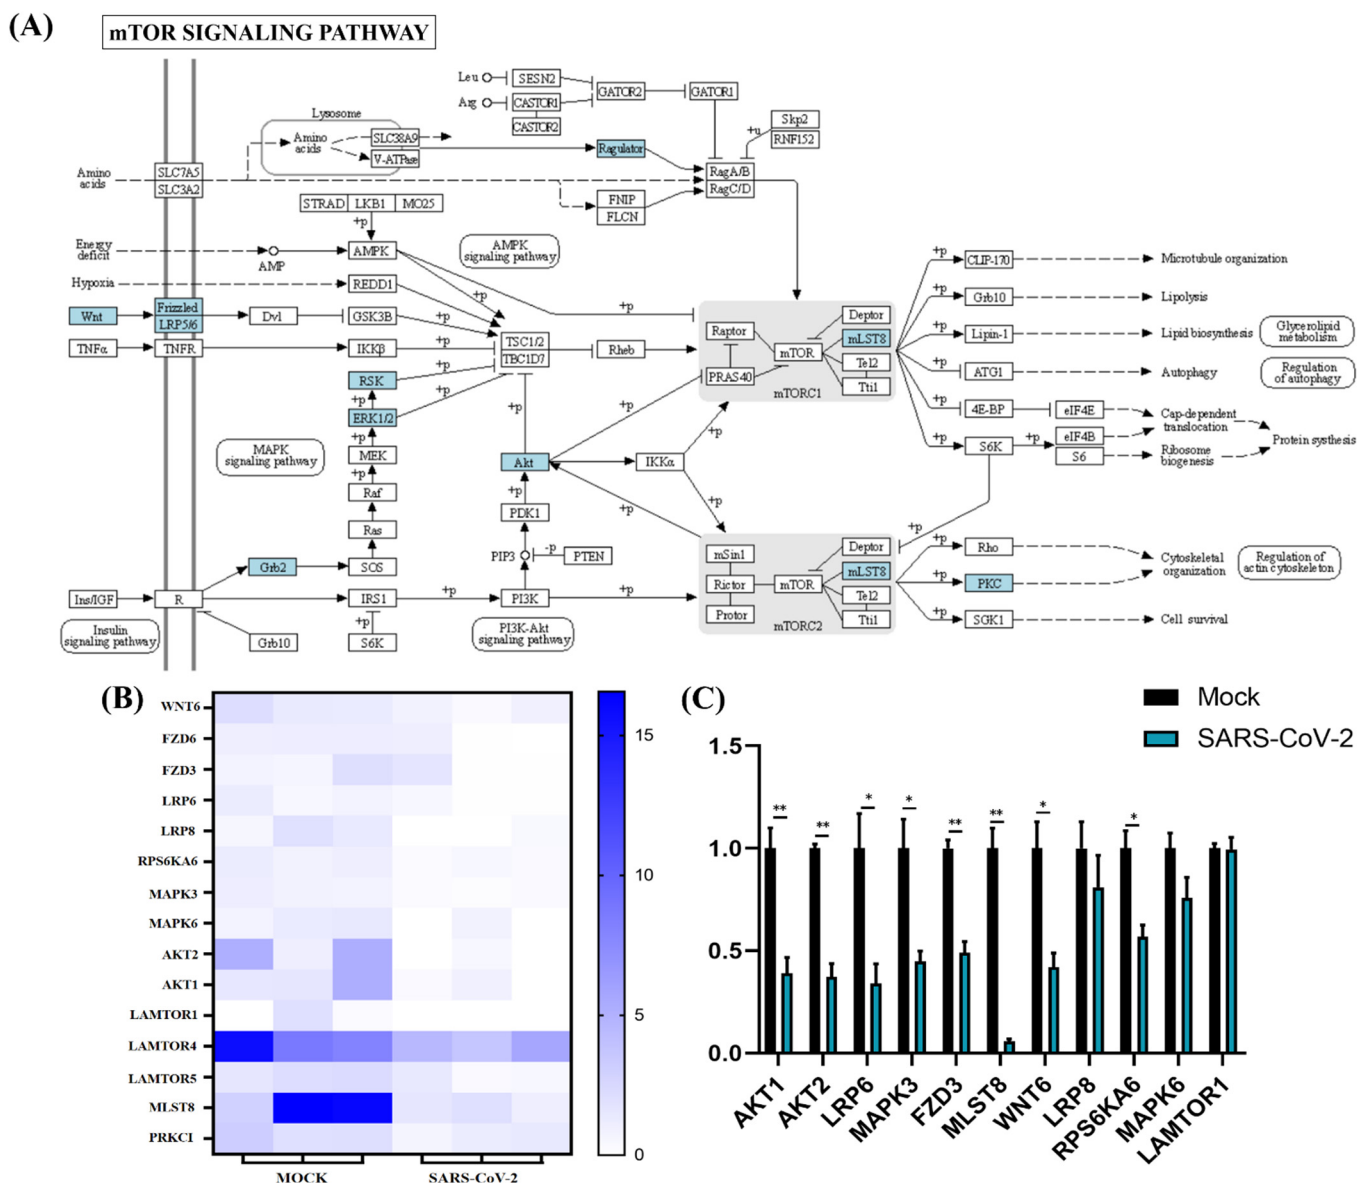 (A)
mTOR SIGNALING PATHWAY
Leu
SESN2
GATOR2
GATOR1
Arg
CASTOR1
CASTOR2
Skp2
+u
RNF152
Lysosome
Amino
acids
SLC38A9
V-ATPase
Ragulator
SLC7A5
SLC3A2
Amino
acids
RagA/B
RagC/D
FNIP
FLCN
STRAD
LKB1
MO25
+p
Energy
deficit
AMP
AMPK
AMPK
signaling pathway
+p
+p
Hypoxia
REDD1
Wnt
Frizzled
LRP5/6
Dvl
GSK3B
+p
TNFα
TNFR
IKKβ
+p
TSC1/2
TBC1D7
Rheb
Raptor
mTOR
PRAS40
Deptor
mLST8
Tel2
Tti1
mTORC1
+p
CLIP-170
Microtubule organization
+p
Grb10
Lipolysis
+p
Lipin-1
Lipid biosynthesis
Glycerolipid
metabolism
+p
ATG1
Autophagy
Regulation
of autophagy
+p
4E-BP
eIF4E
Cap-dependent
translocation
+p
S6K
+p
eIF4B
S6
Ribosome
biogenesis
Protein systhesis
RSK
+p
+p
ERK1/2
+p
+p
MEK
+p
Raf
Ras
SOS
MAPK
signaling pathway
+p
Akt
+p
IKKα
+p
+p
+p
+p
PDK1
PIP3
-p
PTEN
+p
mSin1
Rictor
Protor
mTOR
Deptor
mLST8
Tel2
Tti1
mTORC2
+p
Rho
+p
PKC
+p
SGK1
Cytoskeletal
organization
Regulation of
actin cytoskeleton
Cell survival
Grb2
Ins/IGF
R
IRS1
+p
PI3K
+p
Insulin
signaling pathway
Grb10
+p
S6K
PI3K-Akt
signaling pathway
(B)
WNT6
FZD6
FZD3
LRP6
LRP8
RPS6KA6
MAPK3
MAPK6
AKT2
AKT1
LAMTOR1
LAMTOR4
LAMTOR5
MLST8
PRKCI
MOCK
SARS-CoV-2
15
10
5
0
(C)
Mock
SARS-CoV-2
1.5
1.0
0.5
0.0
**
**
*
*
**
**
*
*
AKT1
AKT2
LRP6
MAPK3
FZD3
MLST8
WNT6
LRP8
RPS6KA6
MAPK6
LAMTOR1